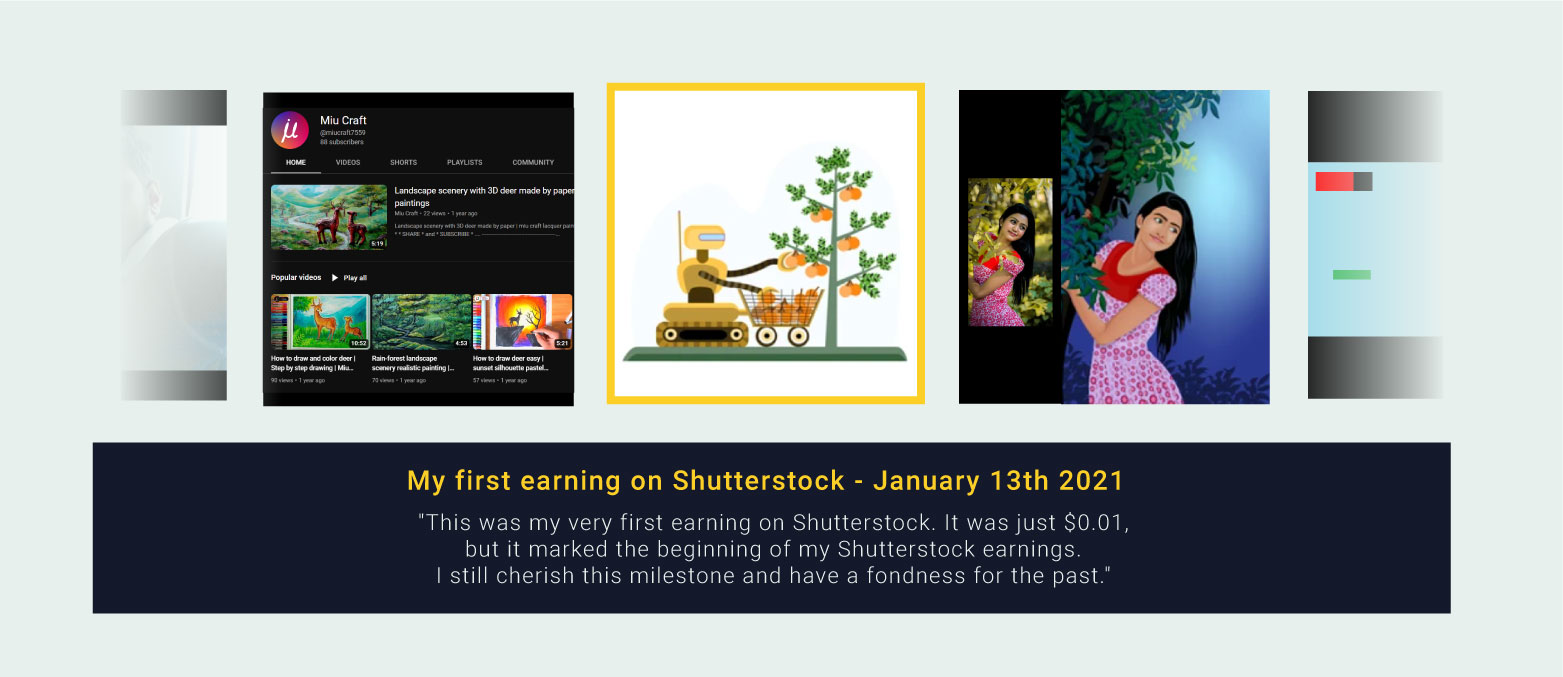 Miu Craft
@miucraft7559
88 subscribers
HOME VIDEOS SHORTS PLAYLISTS COMMUNITY
Landscape scenery with 3D deer made by paper
paintings
Miu Craft • 22 views • 1 year ago
Landscape scenery with 3D deer made by paper | miu craft lacquer pain
* * SHARE * and * SUBSCRIBE * ...
5:19
Popular videos Play all
10:52 4:53 5:21
How to draw and color deer |
Step by step drawing | Miu...
90 views • 1 year ago
Rain-forest landscape
scenery realistic painting |...
70 views • 1 year ago
How to draw deer easy |
sunset silhouette pastel...
57 views • 1 year ago
My first earning on Shutterstock - January 13th 2021
"This was my very first earning on Shutterstock. It was just $0.01,
but it marked the beginning of my Shutterstock earnings.
I still cherish this milestone and have a fondness for the past."